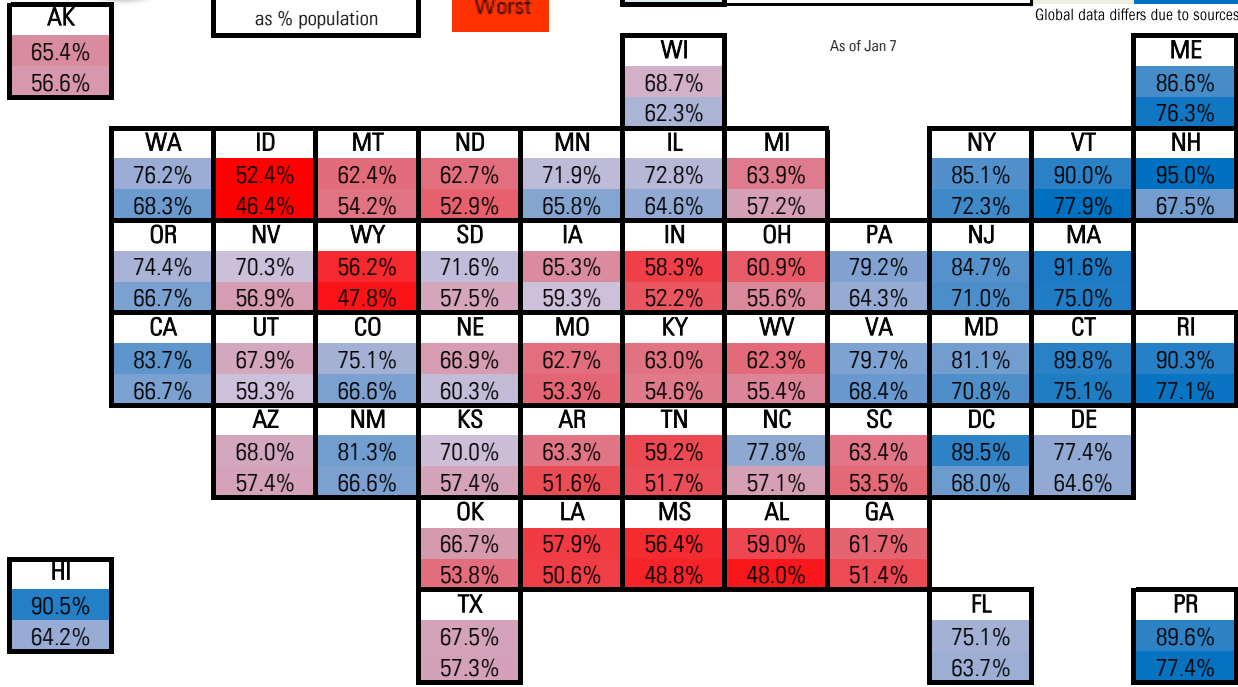 AK as % population Worst Global data differs due to sources
65.4% WI As of Jan 7 ME
56.6% 68.7% 86.6%
62.3% 76.3%
WA ID MT ND MN IL MI NY VT NH
76.2% 52.4% 62.4% 62.7% 71.9% 72.8% 63.9% 85.1% 90.0% 95.0%
68.3% 46.4% 54.2% 52.9% 65.8% 64.6% 57.2% 72.3% 77.9% 67.5%
OR NV WY SD IA IN OH PA NJ MA
74.4% 70.3% 56.2% 71.6% 65.3% 58.3% 60.9% 79.2% 84.7% 91.6%
66.7% 56.9% 47.8% 57.5% 59.3% 52.2% 55.6% 64.3% 71.0% 75.0%
CA UT CO NE MO KY WV VA MD CT RI
83.7% 67.9% 75.1% 66.9% 62.7% 63.0% 62.3% 79.7% 81.1% 89.8% 90.3%
66.7% 59.3% 66.6% 60.3% 53.3% 54.6% 55.4% 68.4% 70.8% 75.1% 77.1%
AZ NM KS AR TN NC SC DC DE
68.0% 81.3% 70.0% 63.3% 59.2% 77.8% 63.4% 89.5% 77.4%
57.4% 66.6% 57.4% 51.6% 51.7% 57.1% 53.5% 68.0% 64.6%
OK LA MS AL GA
66.7% 57.9% 56.4% 59.0% 61.7%
HI 53.8% 50.6% 48.8% 48.0% 51.4%
90.5% TX FL PR
64.2% 67.5% 75.1% 89.6%
57.3% 63.7% 77.4%